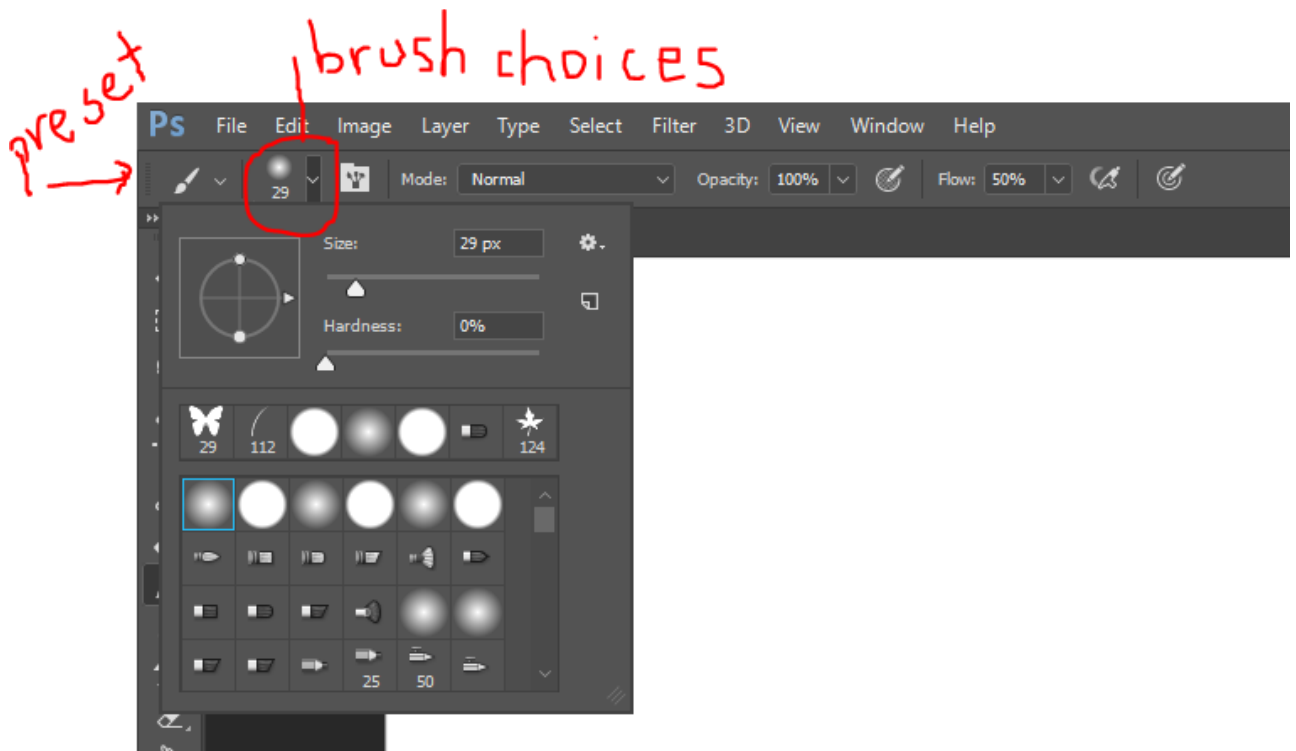 brush choices
preset
Ps File Edit Image Layer Type Select Filter 3D View Window Help
29 Mode: Normal Opacity: 100% Flow: 50%
Size: 29 px
Hardness: 0%
29 112 124
25 50